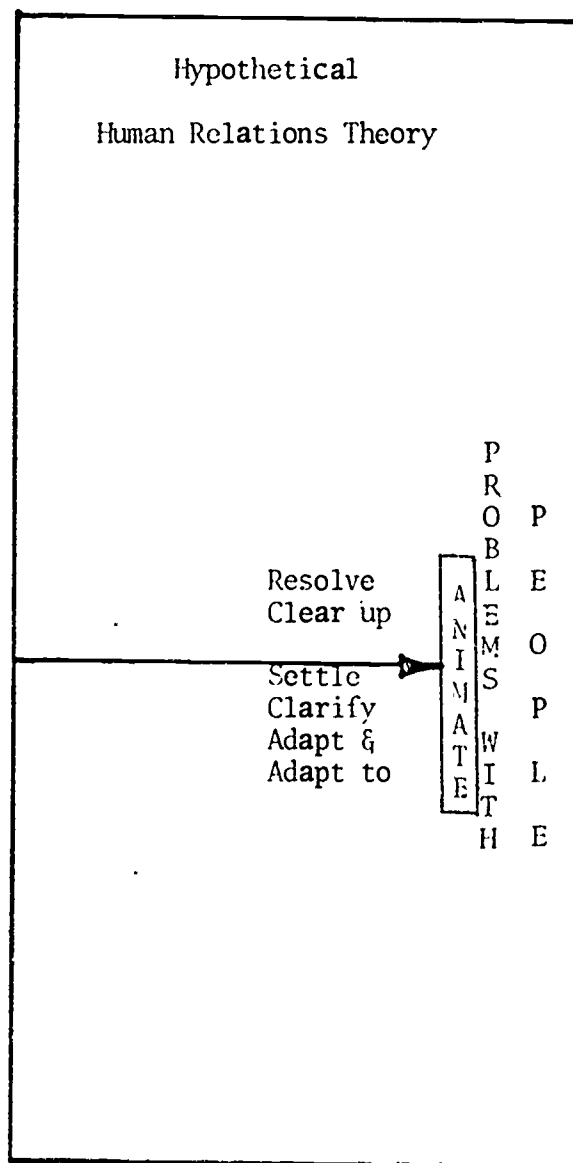 Hypothetical
Human Relations Theory
Resolve
Clear up
Settle
Clarify
Adapt &
Adapt to
ANIMATE
PROBLEMS WITH
PEOPLE